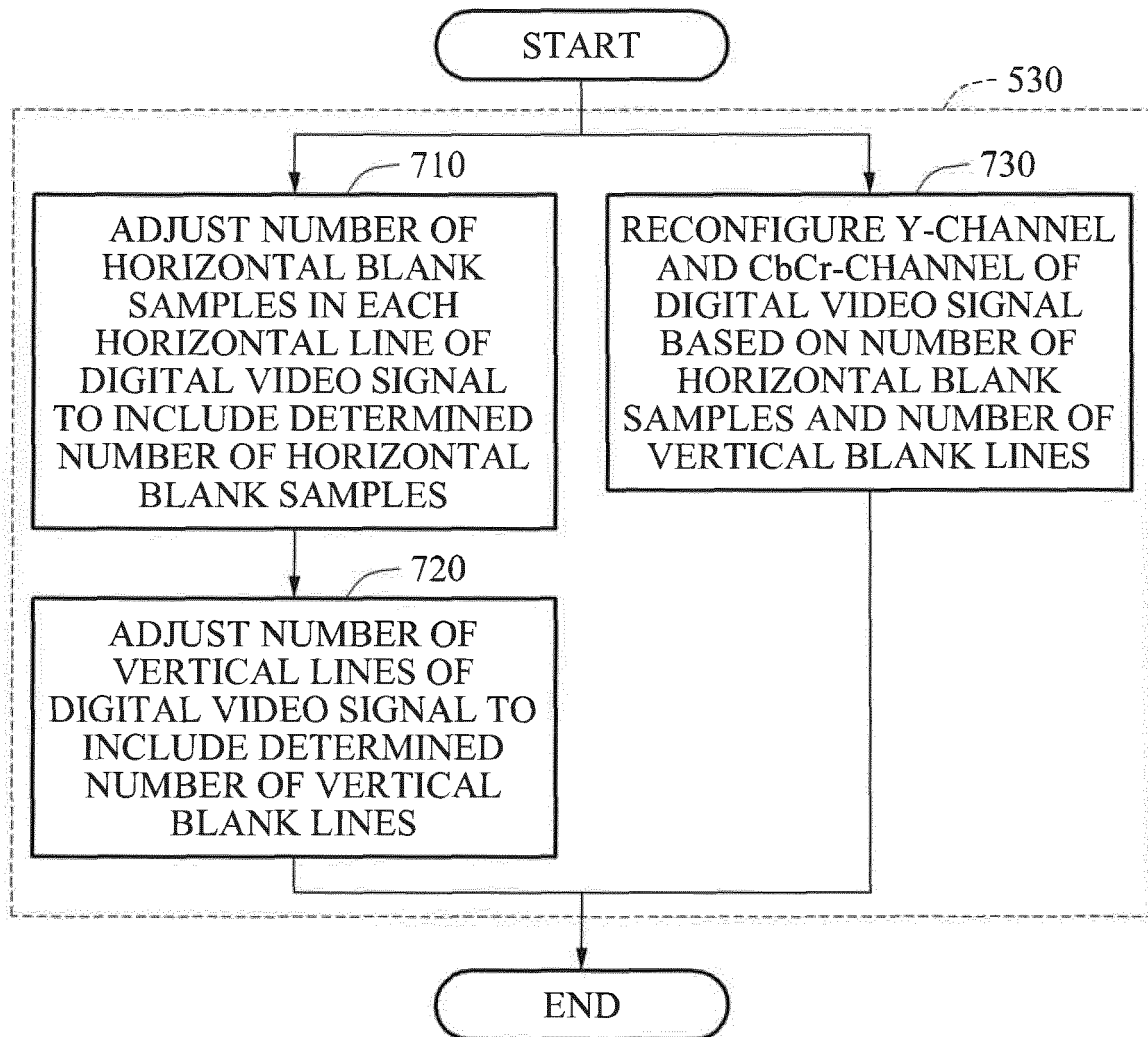 START
530
710
ADJUST NUMBER OF
HORIZONTAL BLANK
SAMPLES IN EACH
HORIZONTAL LINE OF
DIGITAL VIDEO SIGNAL
TO INCLUDE DETERMINED
NUMBER OF HORIZONTAL
BLANK SAMPLES
730
RECONFIGURE Y-CHANNEL
AND CbCr-CHANNEL OF
DIGITAL VIDEO SIGNAL
BASED ON NUMBER OF
HORIZONTAL BLANK
SAMPLES AND NUMBER OF
VERTICAL BLANK LINES
720
ADJUST NUMBER OF
VERTICAL LINES OF
DIGITAL VIDEO SIGNAL TO
INCLUDE DETERMINED
NUMBER OF VERTICAL
BLANK LINES
END